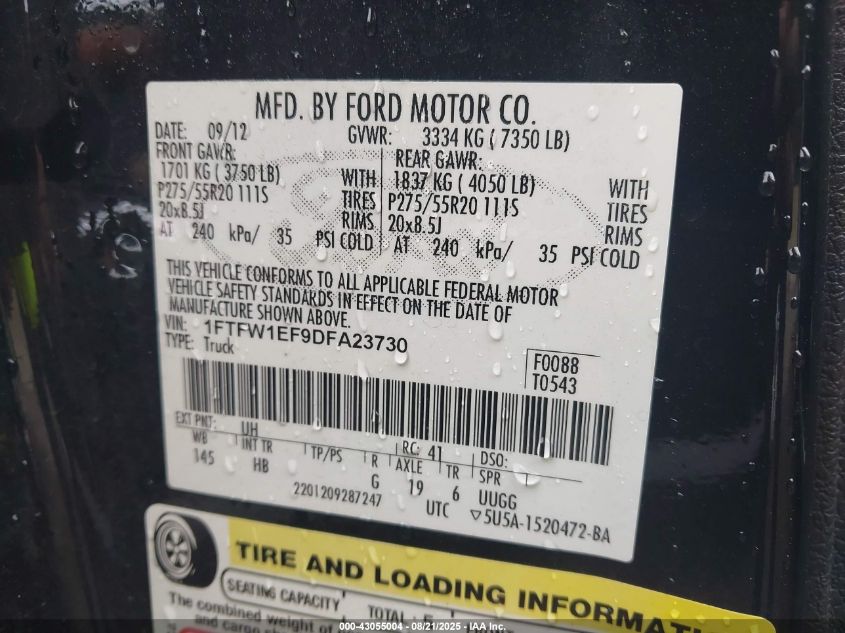 MFD. BY FORD MOTOR CO.
DATE: 09/12 GVWR: 3334 KG ( 7350 LB)
FRONT GAWR: REAR GAWR:
1701 KG ( 3750 LB) WITH 1837 KG ( 4050 LB) WITH
P275/55R20 111S TIRES P275/55R20 111S TIRES
20x8.5J RIMS 20x8.5J RIMS
AT 240 kPa/ 35 PSI COLD AT 240 kPa/ 35 PSI COLD
THIS VEHICLE CONFORMS TO ALL APPLICABLE FEDERAL MOTOR
VEHICLE SAFETY STANDARDS IN EFFECT ON THE DATE OF
MANUFACTURE SHOWN ABOVE.
VIN: 1FTFW1EF9DFA23730
TYPE: Truck
F0088
T0543
EXT PNT: UH RC: 41 DSO:
WB INT TR TP/PS R AXLE TR SPR
145 HB G 19 6 UUGG
2201209287247 UTC ▽5U5A-1520472-BA
TIRE AND LOADING INFORMATI
SEATING CAPACITY TOTAL
The combined weight of
and cargo
000-43055004 - 08/21/2025 - IAA Inc.